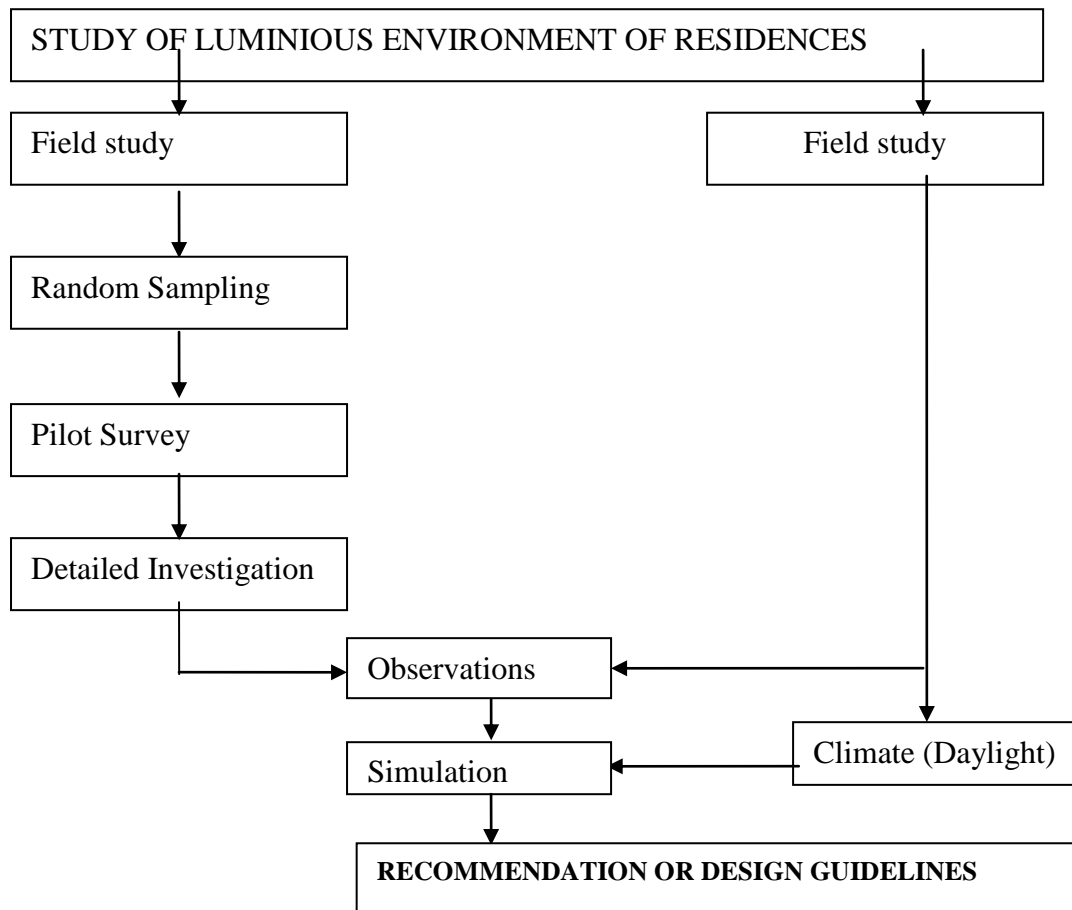 STUDY OF LUMINIOUS ENVIRONMENT OF RESIDENCES
Field study
Field study
Random Sampling
Pilot Survey
Detailed Investigation
Observations
Climate (Daylight)
Simulation
RECOMMENDATION OR DESIGN GUIDELINES